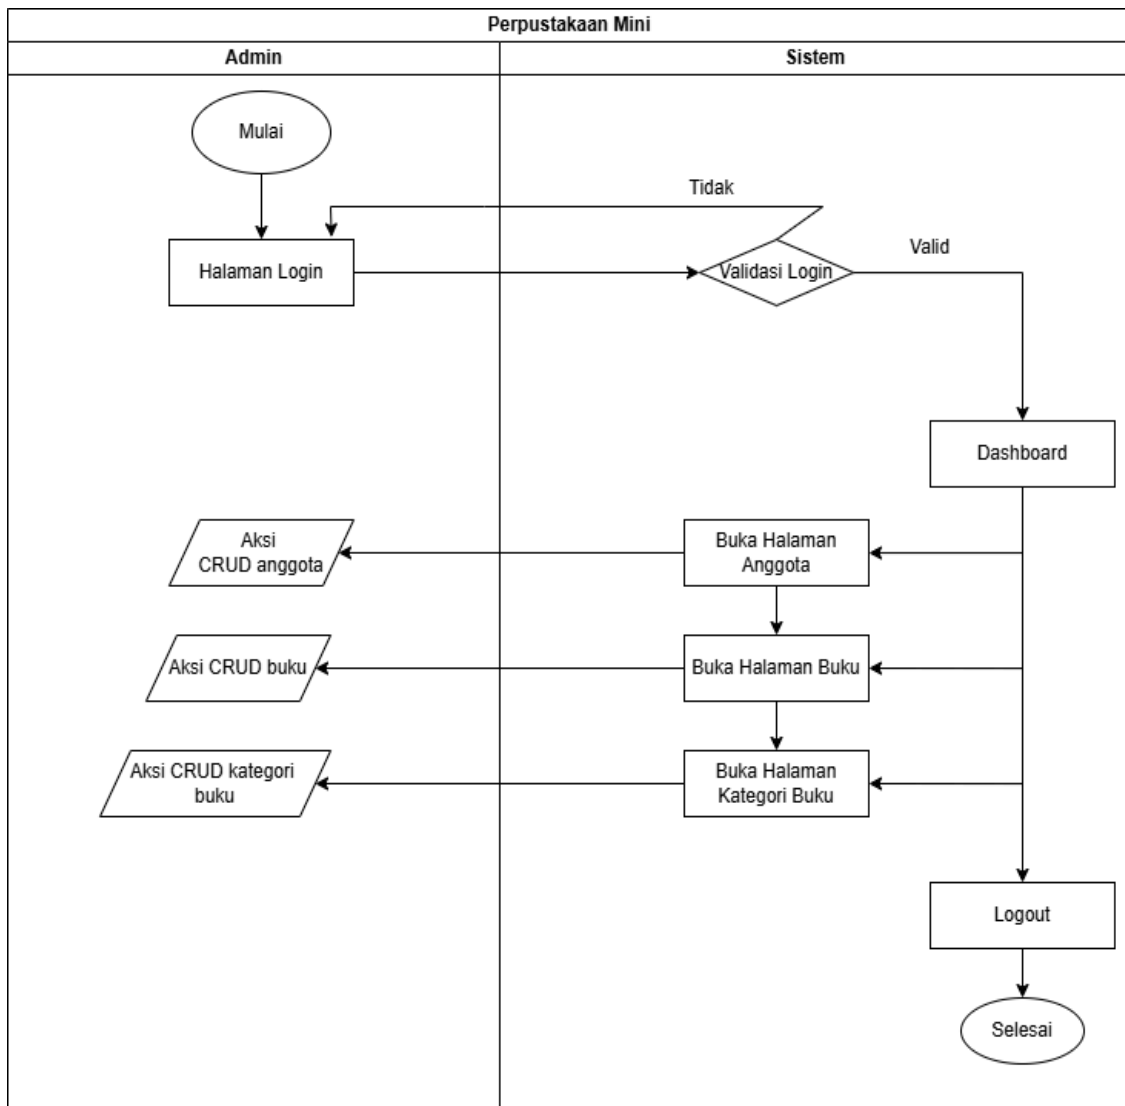 Perpustakaan Mini
Admin
Sistem
Mulai
Tidak
Halaman Login
Validasi Login
Valid
Dashboard
Aksi
CRUD anggota
Buka Halaman
Anggota
Aksi CRUD buku
Buka Halaman Buku
Aksi CRUD kategori
buku
Buka Halaman
Kategori Buku
Logout
Selesai